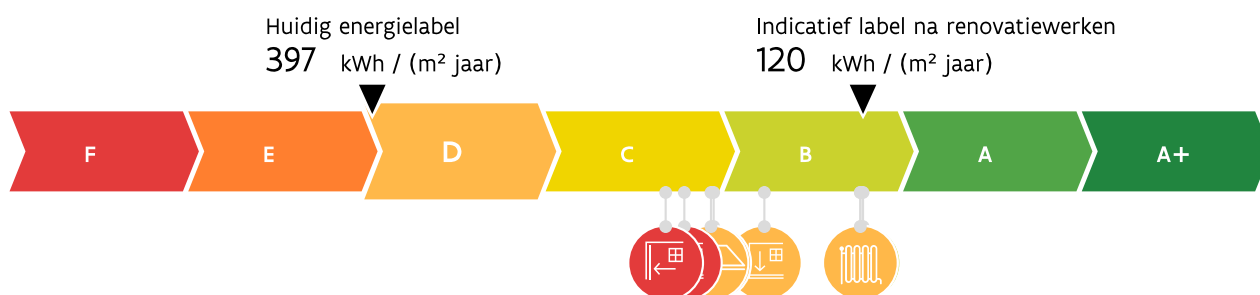 Huidig energielabel
397 kWh / (m² jaar)
Indicatief label na renovatiewerken
120 kWh / (m² jaar)
F E D C B A A+